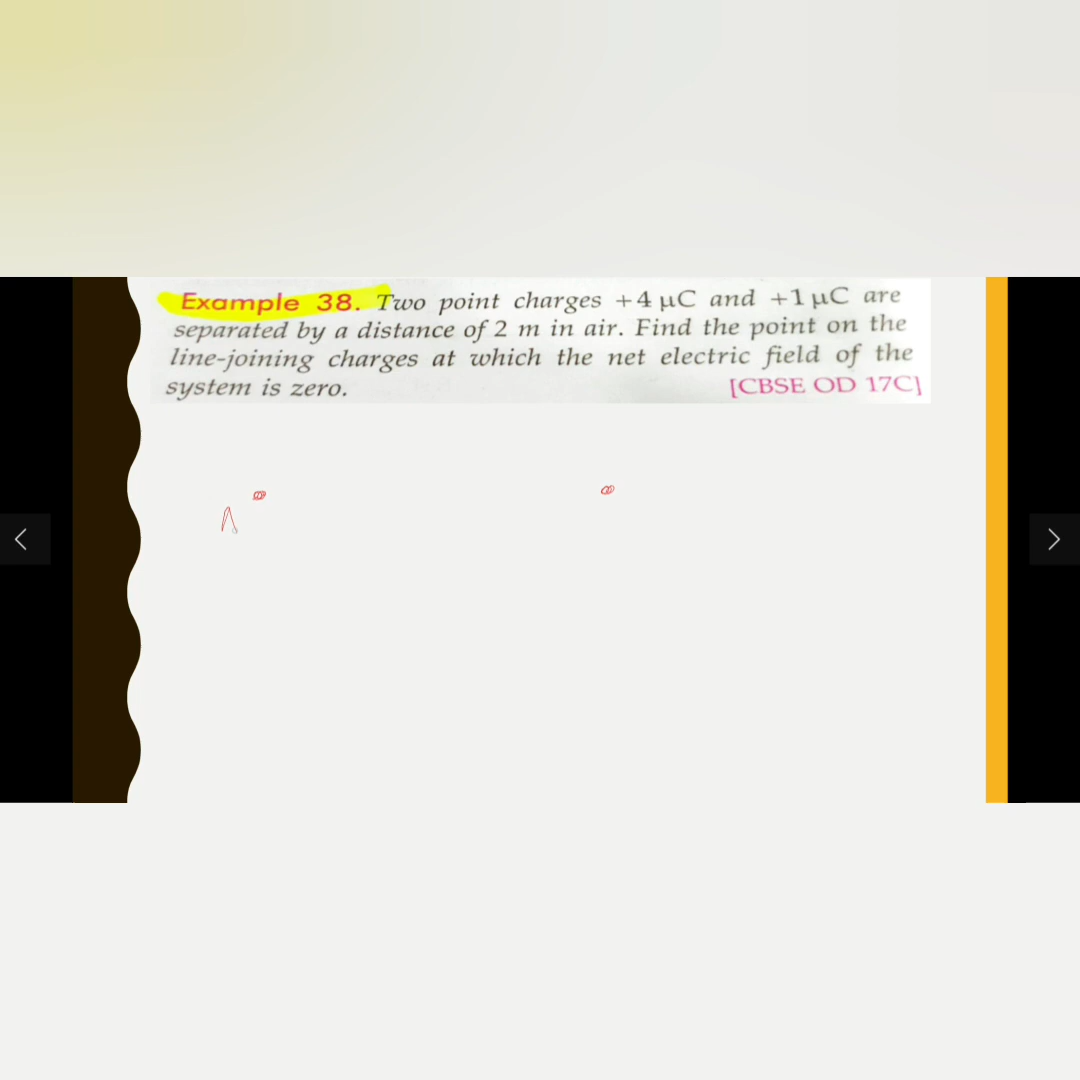 Example 38. Two point charges +4 μC and +1 μC are
separated by a distance of 2 m in air. Find the point on the
line-joining charges at which the net electric field of the
system is zero. [CBSE OD 17C]